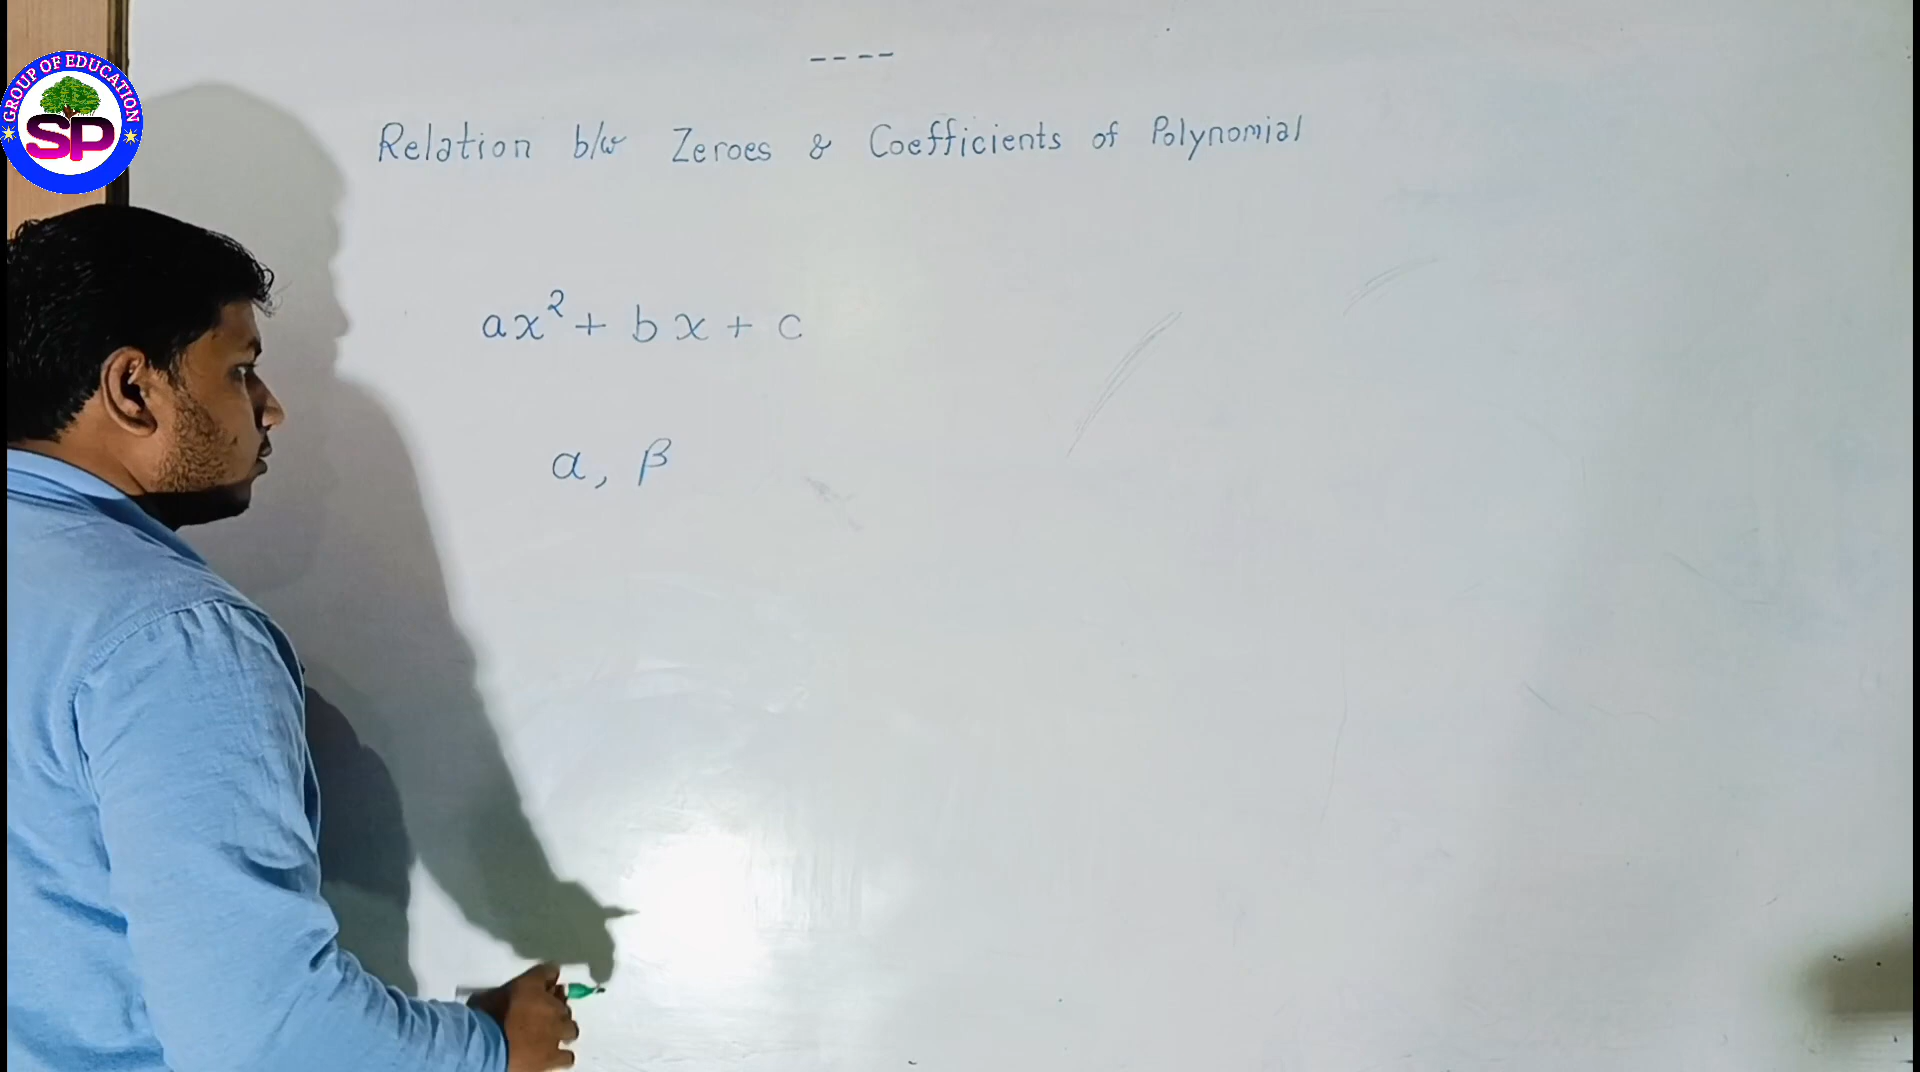 GROUP OF EDUCATION
SP
----
Relation b/w Zeroes & Coefficients of Polynomial
ax² + bx + c
α, β